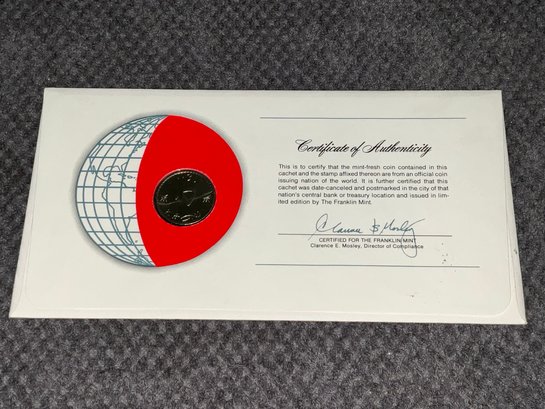 Certificate of Authenticity
This is to certify that the mint-fresh coin contained in this
cachet and the stamp affixed thereon are from an official coin
issuing nation of the world. It is further certified that this
cachet was date-canceled and postmarked in the city of that
nation's central bank or treasury location and issued in lim-
ited edition by The Franklin Mint.
Clarence E. Mosley
CERTIFIED FOR THE FRANKLIN MINT
Clarence E. Mosley, Director of Compliance